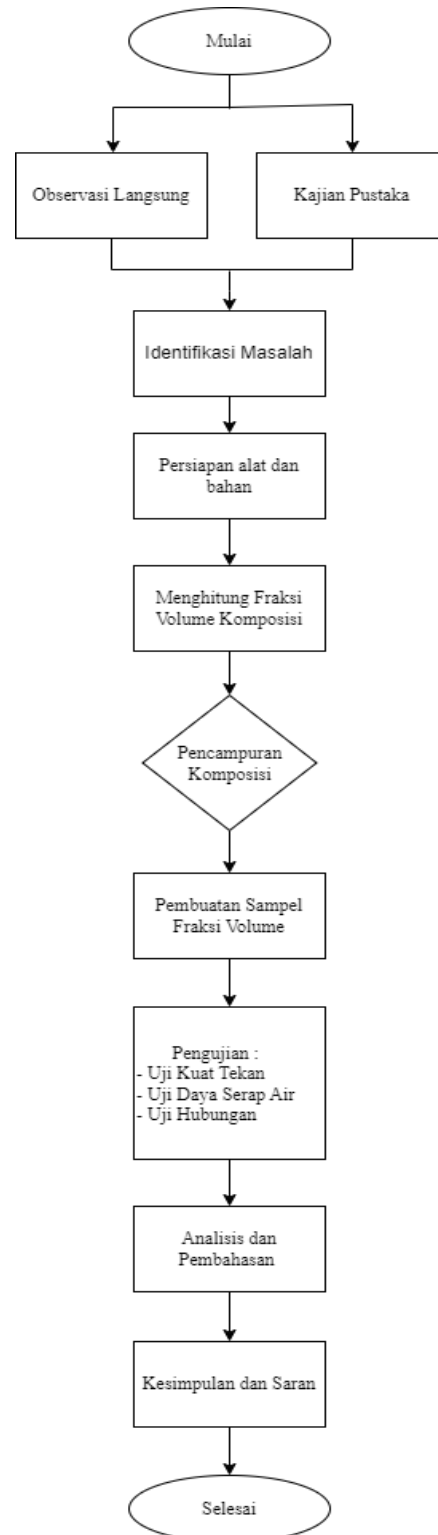 Mulai
Observasi Langsung
Kajian Pustaka
Identifikasi Masalah
Persiapan alat dan
bahan
Menghitung Fraksi
Volume Komposisi
Pencampuran
Komposisi
Pembuatan Sampel
Fraksi Volume
Pengujian :
- Uji Kuat Tekan
- Uji Daya Serap Air
- Uji Hubungan
Analisis dan
Pembahasan
Kesimpulan dan Saran
Selesai